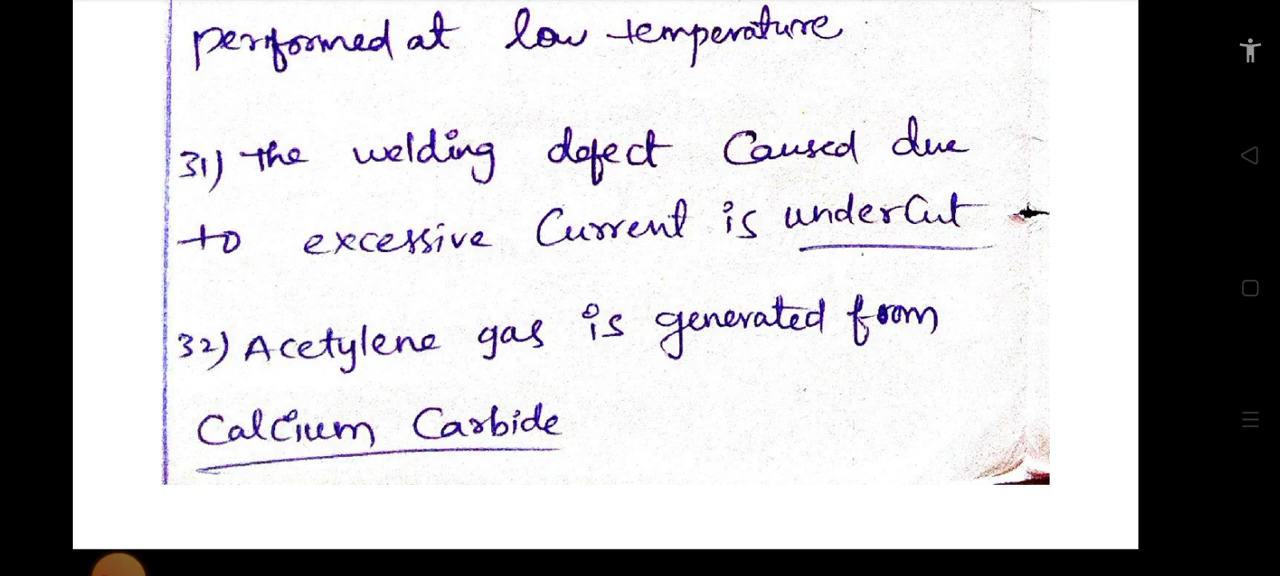 performed at low temperature.
31) The welding defect caused due
to excessive Current is undercut
32) Acetylene gas is generated from
Calcium Carbide